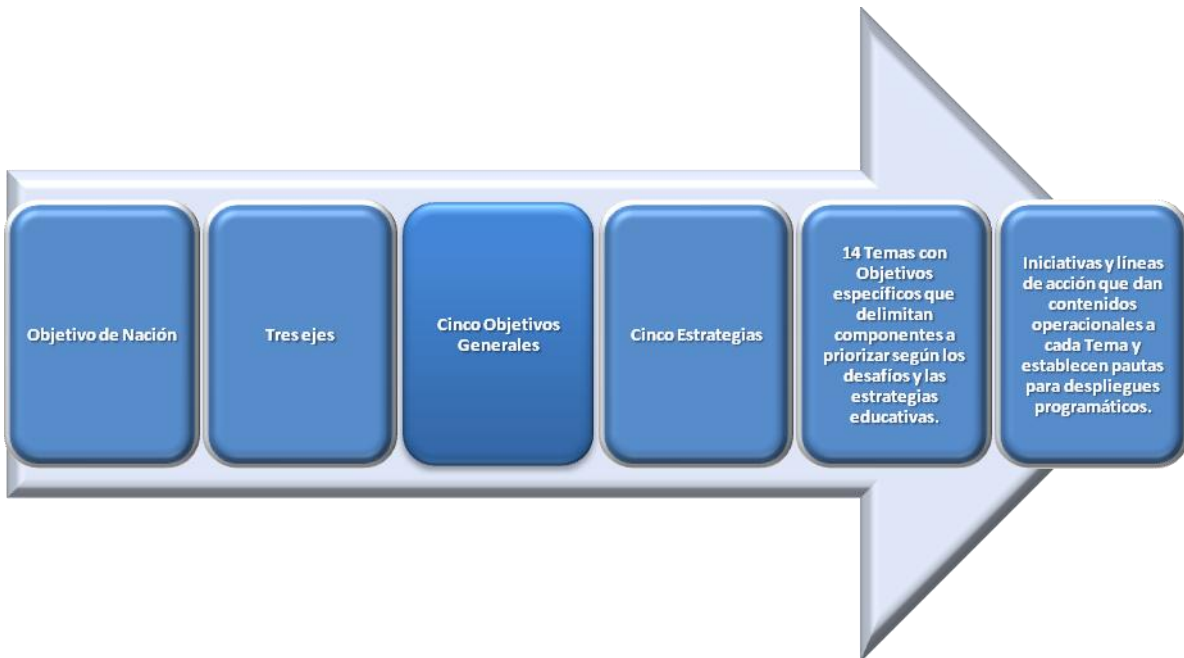 Objetivo de Nación
Tres ejes
Cinco Objetivos
Generales
Cinco Estrategias
14 Temas con
Objetivos
específicos que
delimitan
componentes a
priorizar según los
desafíos y las
estrategias
educativas.
Iniciativas y líneas
de acción que dan
contenidos
operacionales a
cada Tema y
establecen pautas
para despliegues
programáticos.